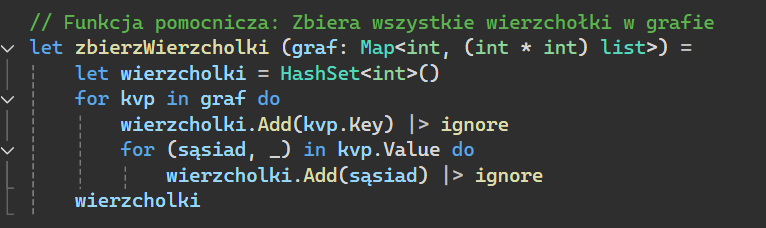 // Funkcja pomocnicza: Zbiera wszystkie wierzchołki w grafie
let zbierzWierzcholki (graf: Map<int, (int * int) list>) =
    let wierzcholki = HashSet<int>()
    for kvp in graf do
        wierzcholki.Add(kvp.Key) |> ignore
        for (sąsiad, _) in kvp.Value do
            wierzcholki.Add(sąsiad) |> ignore
    wierzcholki